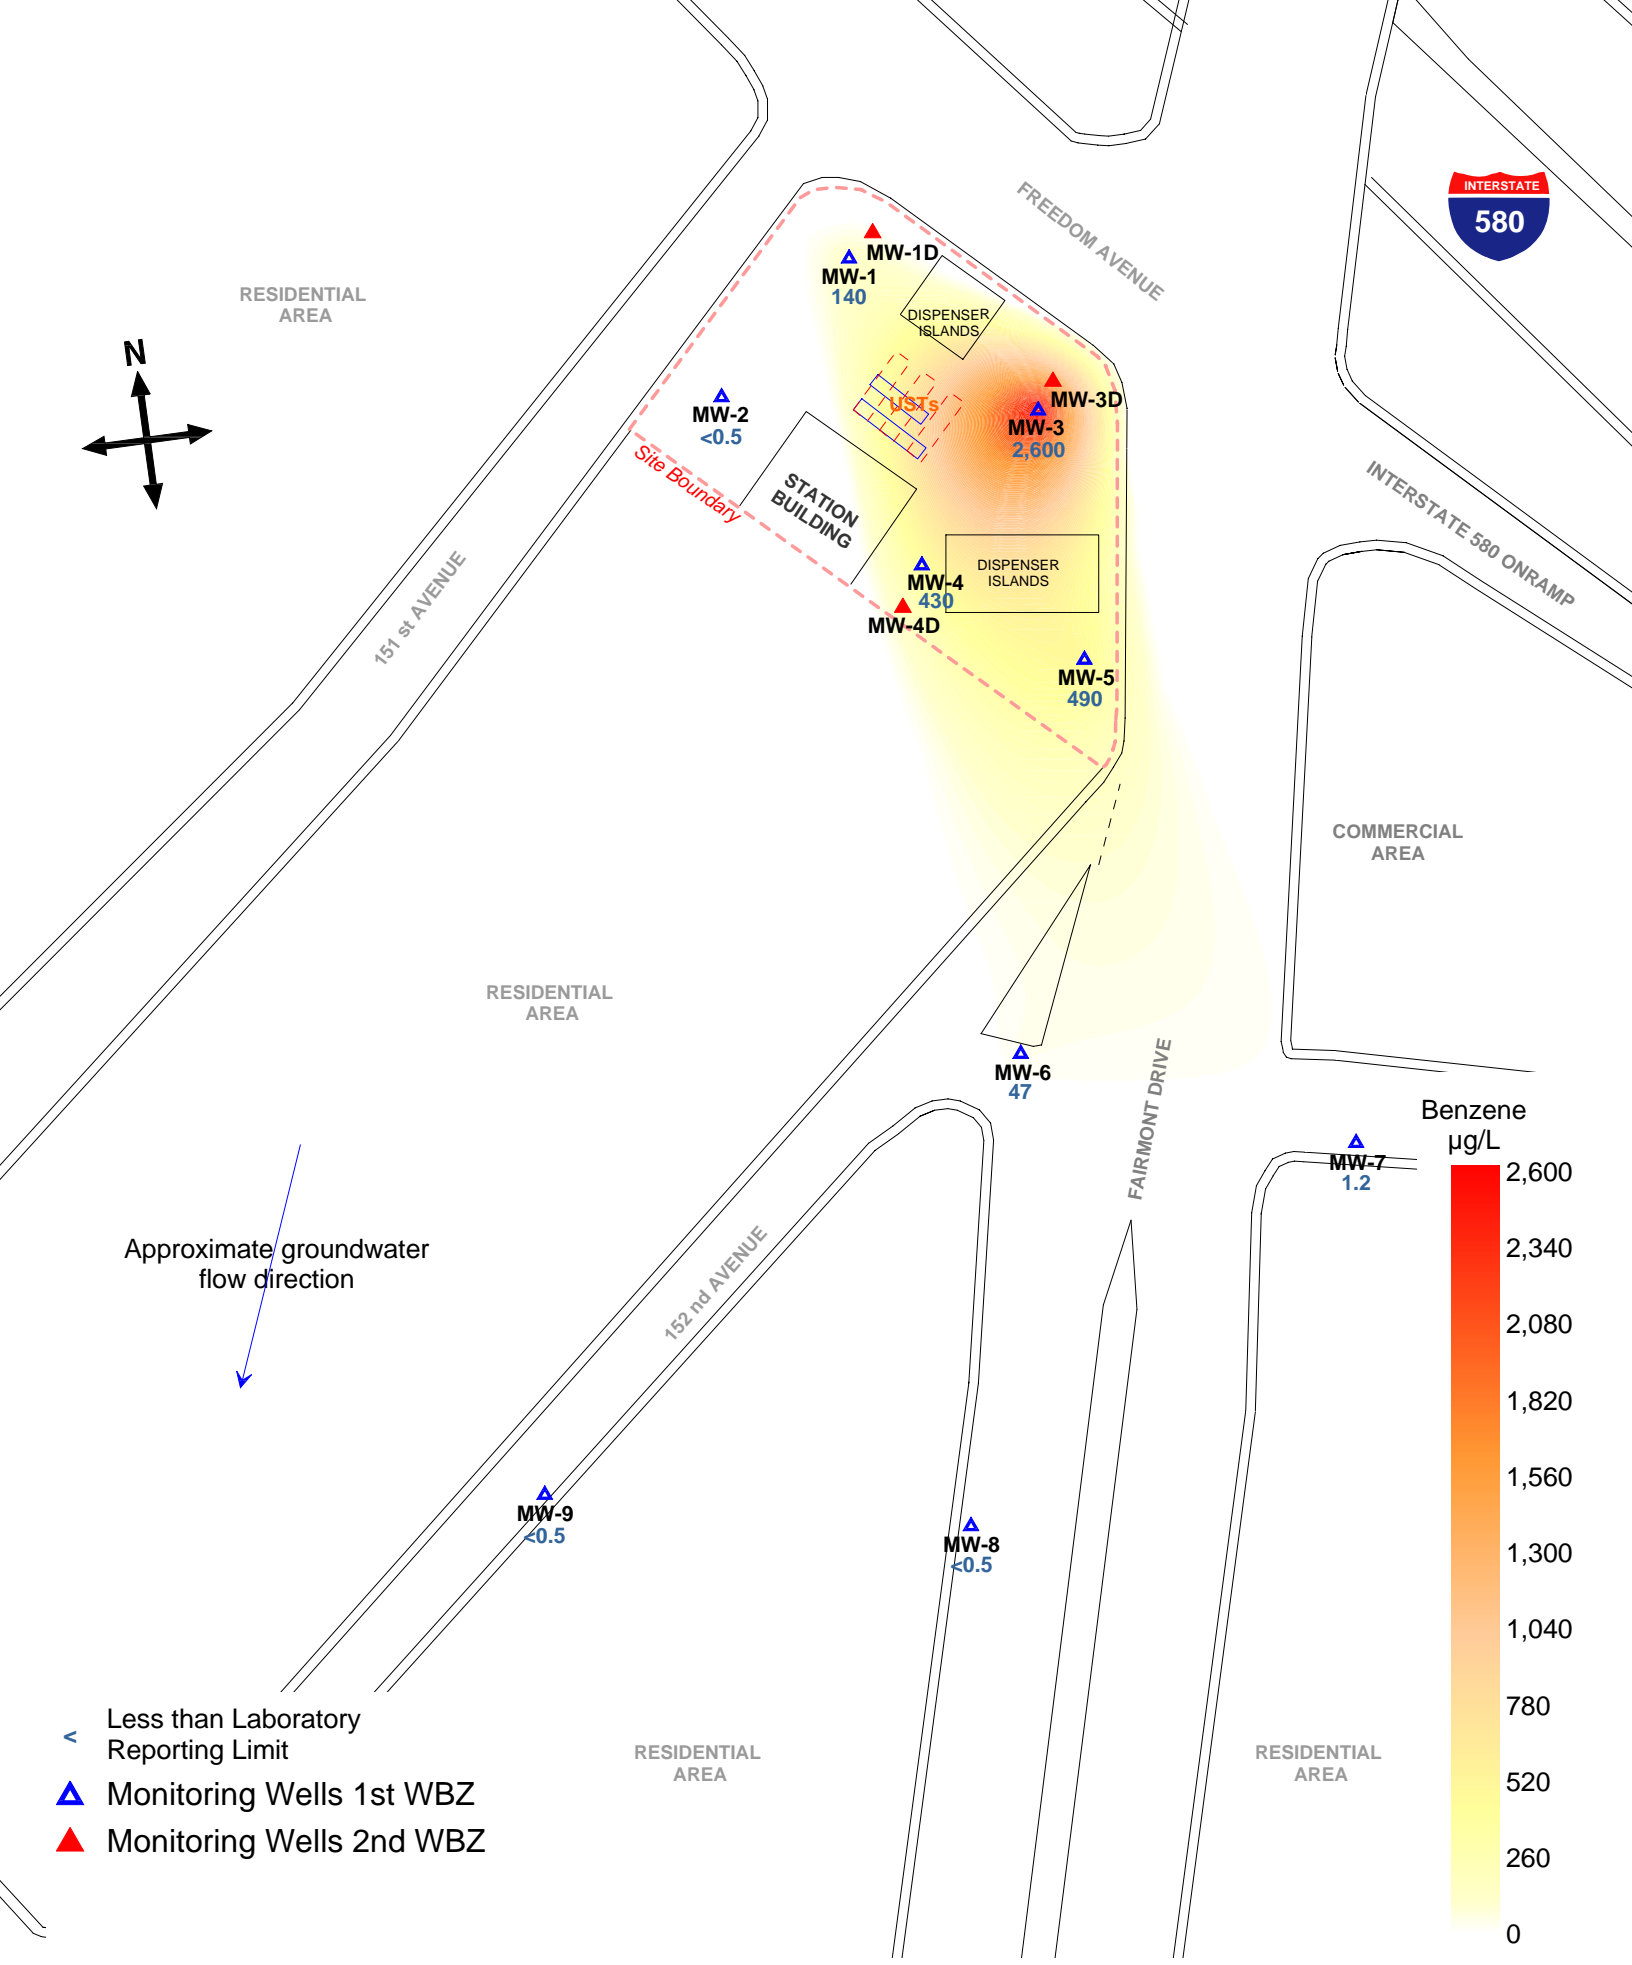 INTERSTATE
580
FREEDOM AVENUE
MW-1D
MW-1
140
RESIDENTIAL
AREA
DISPENSER
ISLANDS
N
MW-3D
USTs
MW-2
<0.5
MW-3
2,600
Site Boundary
STATION
BUILDING
INTERSTATE 580 ONRAMP
151 st AVENUE
DISPENSER
ISLANDS
MW-4
430
MW-4D
MW-5
490
COMMERCIAL
AREA
RESIDENTIAL
AREA
MW-6
47
FAIRMONT DRIVE
MW-7
1.2
Approximate groundwater
flow direction
152 nd AVENUE
MW-9
<0.5
MW-8
<0.5
Benzene
µg/L
2,600
2,340
2,080
1,820
1,560
1,300
1,040
780
520
260
0
< Less than Laboratory
Reporting Limit
Monitoring Wells 1st WBZ
Monitoring Wells 2nd WBZ
RESIDENTIAL
AREA
RESIDENTIAL
AREA